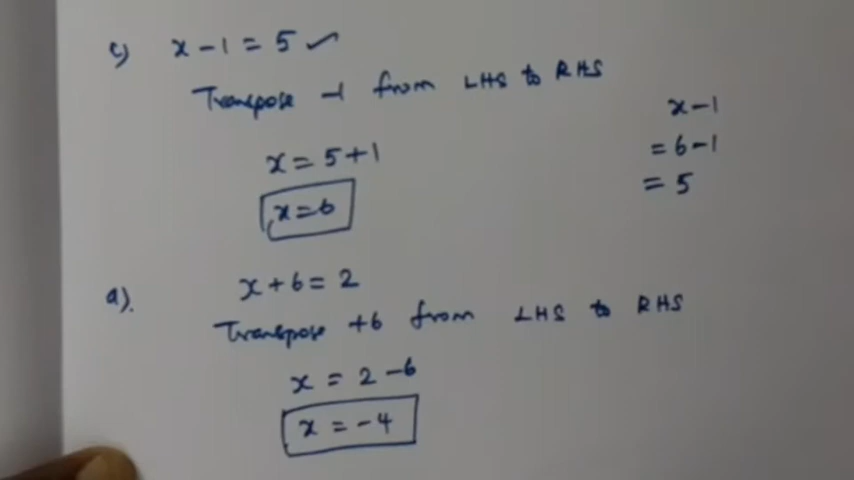 c) x - 1 = 5 ✓
Transpose -1 from LHS to RHS
x = 5 + 1
x = 6
x - 1
= 6 - 1
= 5
d). x + 6 = 2
Transpose +6 from LHS to RHS
x = 2 - 6
x = -4